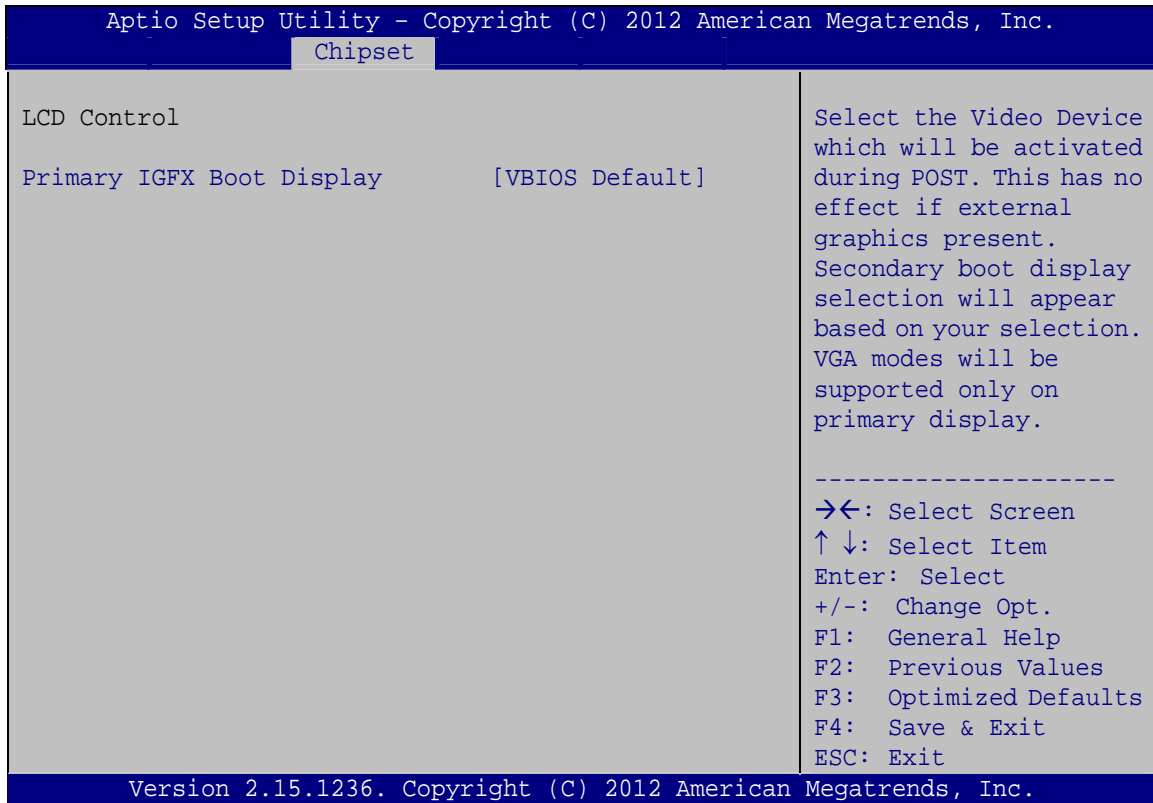 Aptio Setup Utility – Copyright (C) 2012 American Megatrends, Inc.
Chipset
LCD Control
Primary IGFX Boot Display [VBIOS Default]
Select the Video Device
which will be activated
during POST. This has no
effect if external
graphics present.
Secondary boot display
selection will appear
based on your selection.
VGA modes will be
supported only on
primary display.
---------------------
→←: Select Screen
↑ ↓: Select Item
Enter: Select
+/-: Change Opt.
F1: General Help
F2: Previous Values
F3: Optimized Defaults
F4: Save & Exit
ESC: Exit
Version 2.15.1236. Copyright (C) 2012 American Megatrends, Inc.